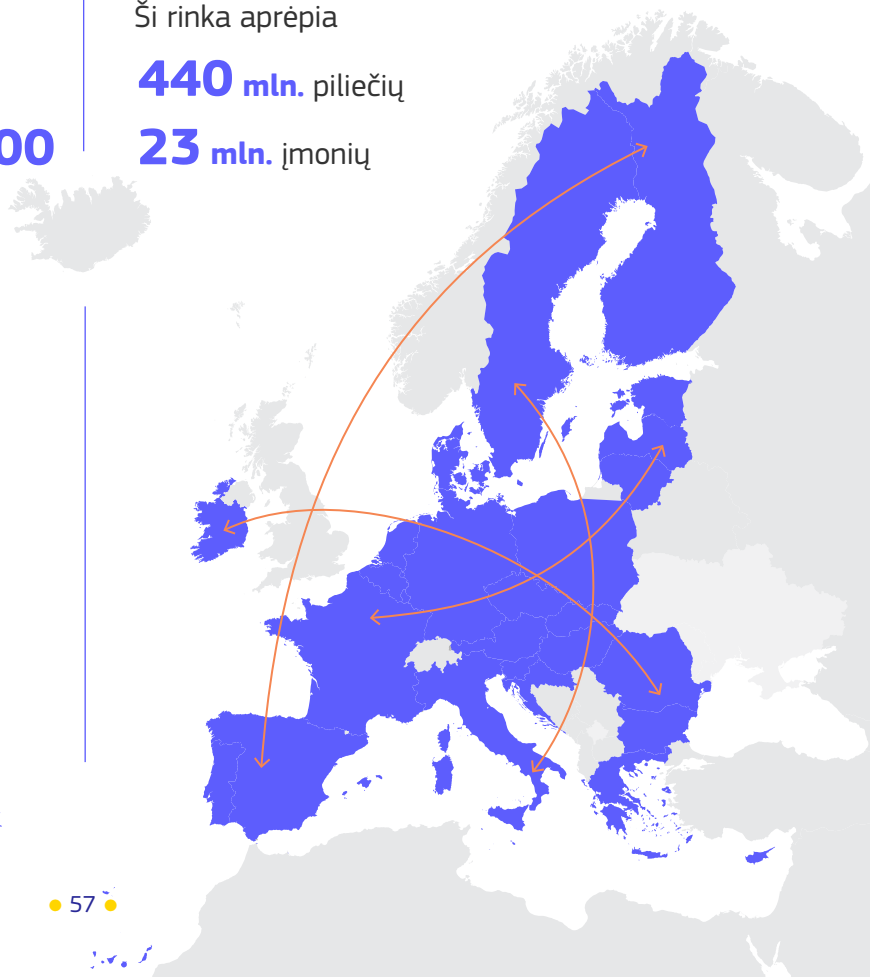 Ši rinka aprėpia
440 mln. piliečių
00
23 mln. įmonių
57